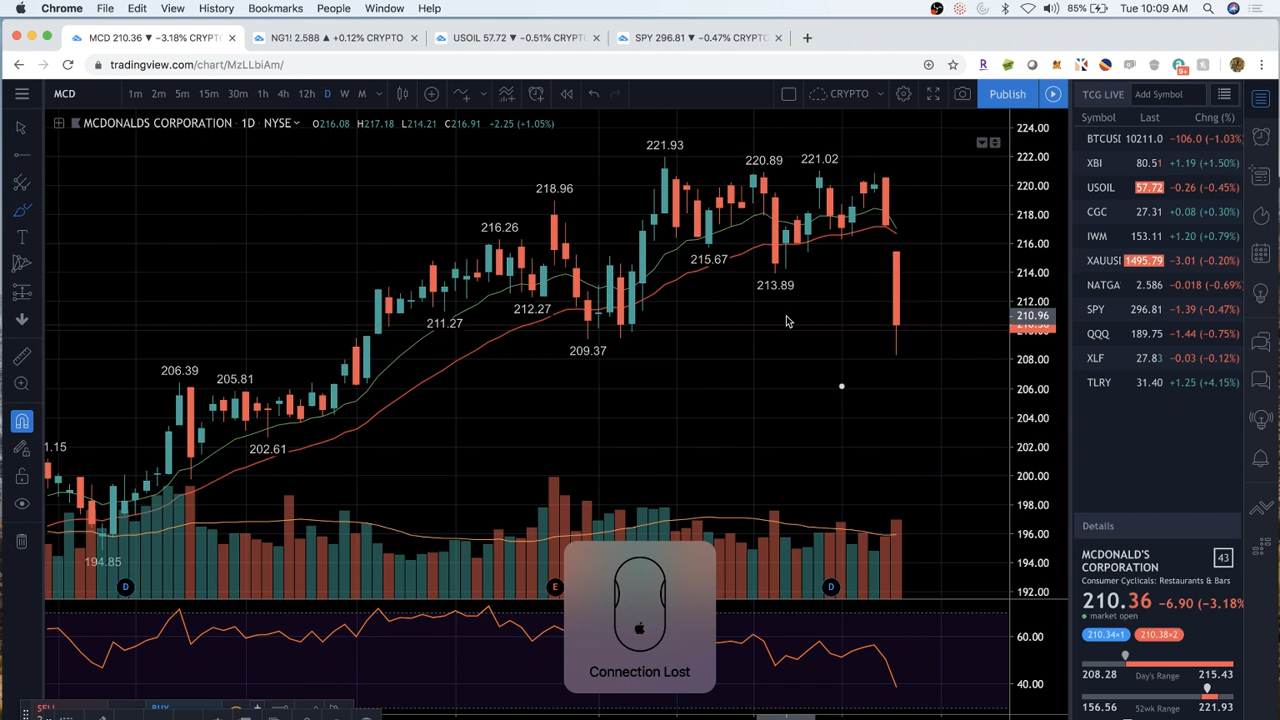 Chrome File Edit View History Bookmarks People Window Help 85% Tue 10:09 AM
MCD 210.36 ▼ −3.18% CRYPTO × NG1! 2.588 ▲ +0.12% CRYPTO × USOIL 57.72 ▼ −0.51% CRYPTO × SPY 296.81 ▼ −0.47% CRYPTO × +
tradingview.com/chart/MzLLbiAm/
MCD 1m 2m 5m 15m 30m 1h 4h 12h D W M CRYPTO Publish
TCG LIVE Add Symbol
MCDONALDS CORPORATION · 1D · NYSE O216.08 H217.18 L214.21 C216.91 +2.25 (+1.05%)
Symbol Last Chng (%)
BTCUSI 10211.0 −106.0 (−1.03%)
XBI 80.51 +1.19 (+1.50%)
USOIL 57.72 −0.26 (−0.45%)
CGC 27.31 +0.08 (+0.30%)
IWM 153.11 +1.20 (+0.79%)
XAUUSI 1495.79 −3.01 (−0.20%)
NATGA 2.586 −0.018 (−0.69%)
SPY 296.81 −1.39 (−0.47%)
QQQ 189.75 −1.44 (−0.75%)
XLF 27.83 −0.03 (−0.12%)
TLRY 31.40 +1.25 (+4.15%)
224.00
222.00
220.00
218.00
216.00
214.00
212.00
210.96
208.00
206.00
204.00
202.00
200.00
198.00
196.00
194.00
192.00
60.00
40.00
221.93
220.89
221.02
218.96
216.26
215.67
213.89
212.27
211.27
209.37
206.39
205.81
202.61
1.15
194.85
D
E
D
Connection Lost
SELL BUY
Details
MCDONALD'S
CORPORATION
43
Consumer Cyclicals: Restaurants & Bars
210.36 −6.90 (−3.18%)
market open
210.34×1 210.38×2
208.28 Day's Range 215.43
156.56 52wk Range 221.93